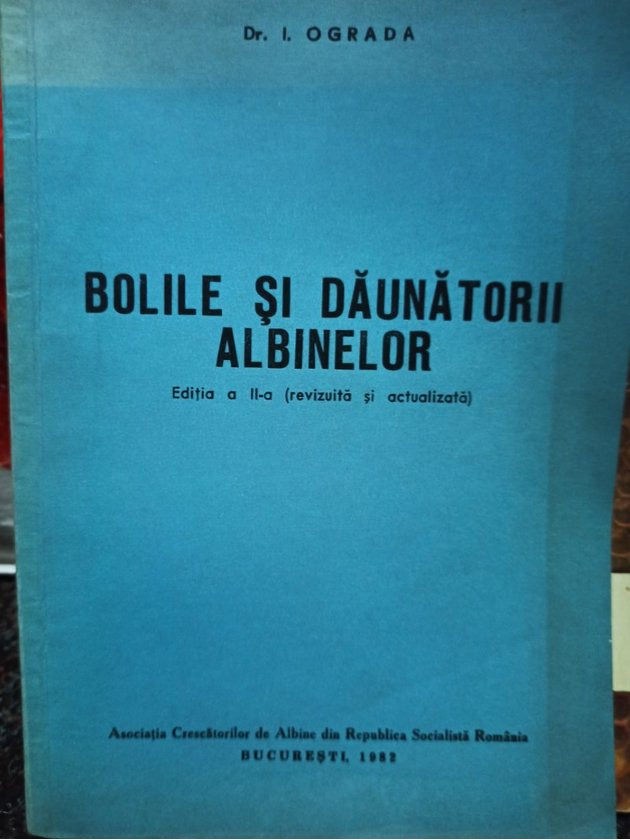 Dr. I. OGRADA
BOLILE ȘI DĂUNĂTORII
ALBINELOR
Ediția a II-a (revizuită și actualizată)
Asociația Crescătorilor de Albine din Republica Socialistă România
BUCUREȘTI, 1982